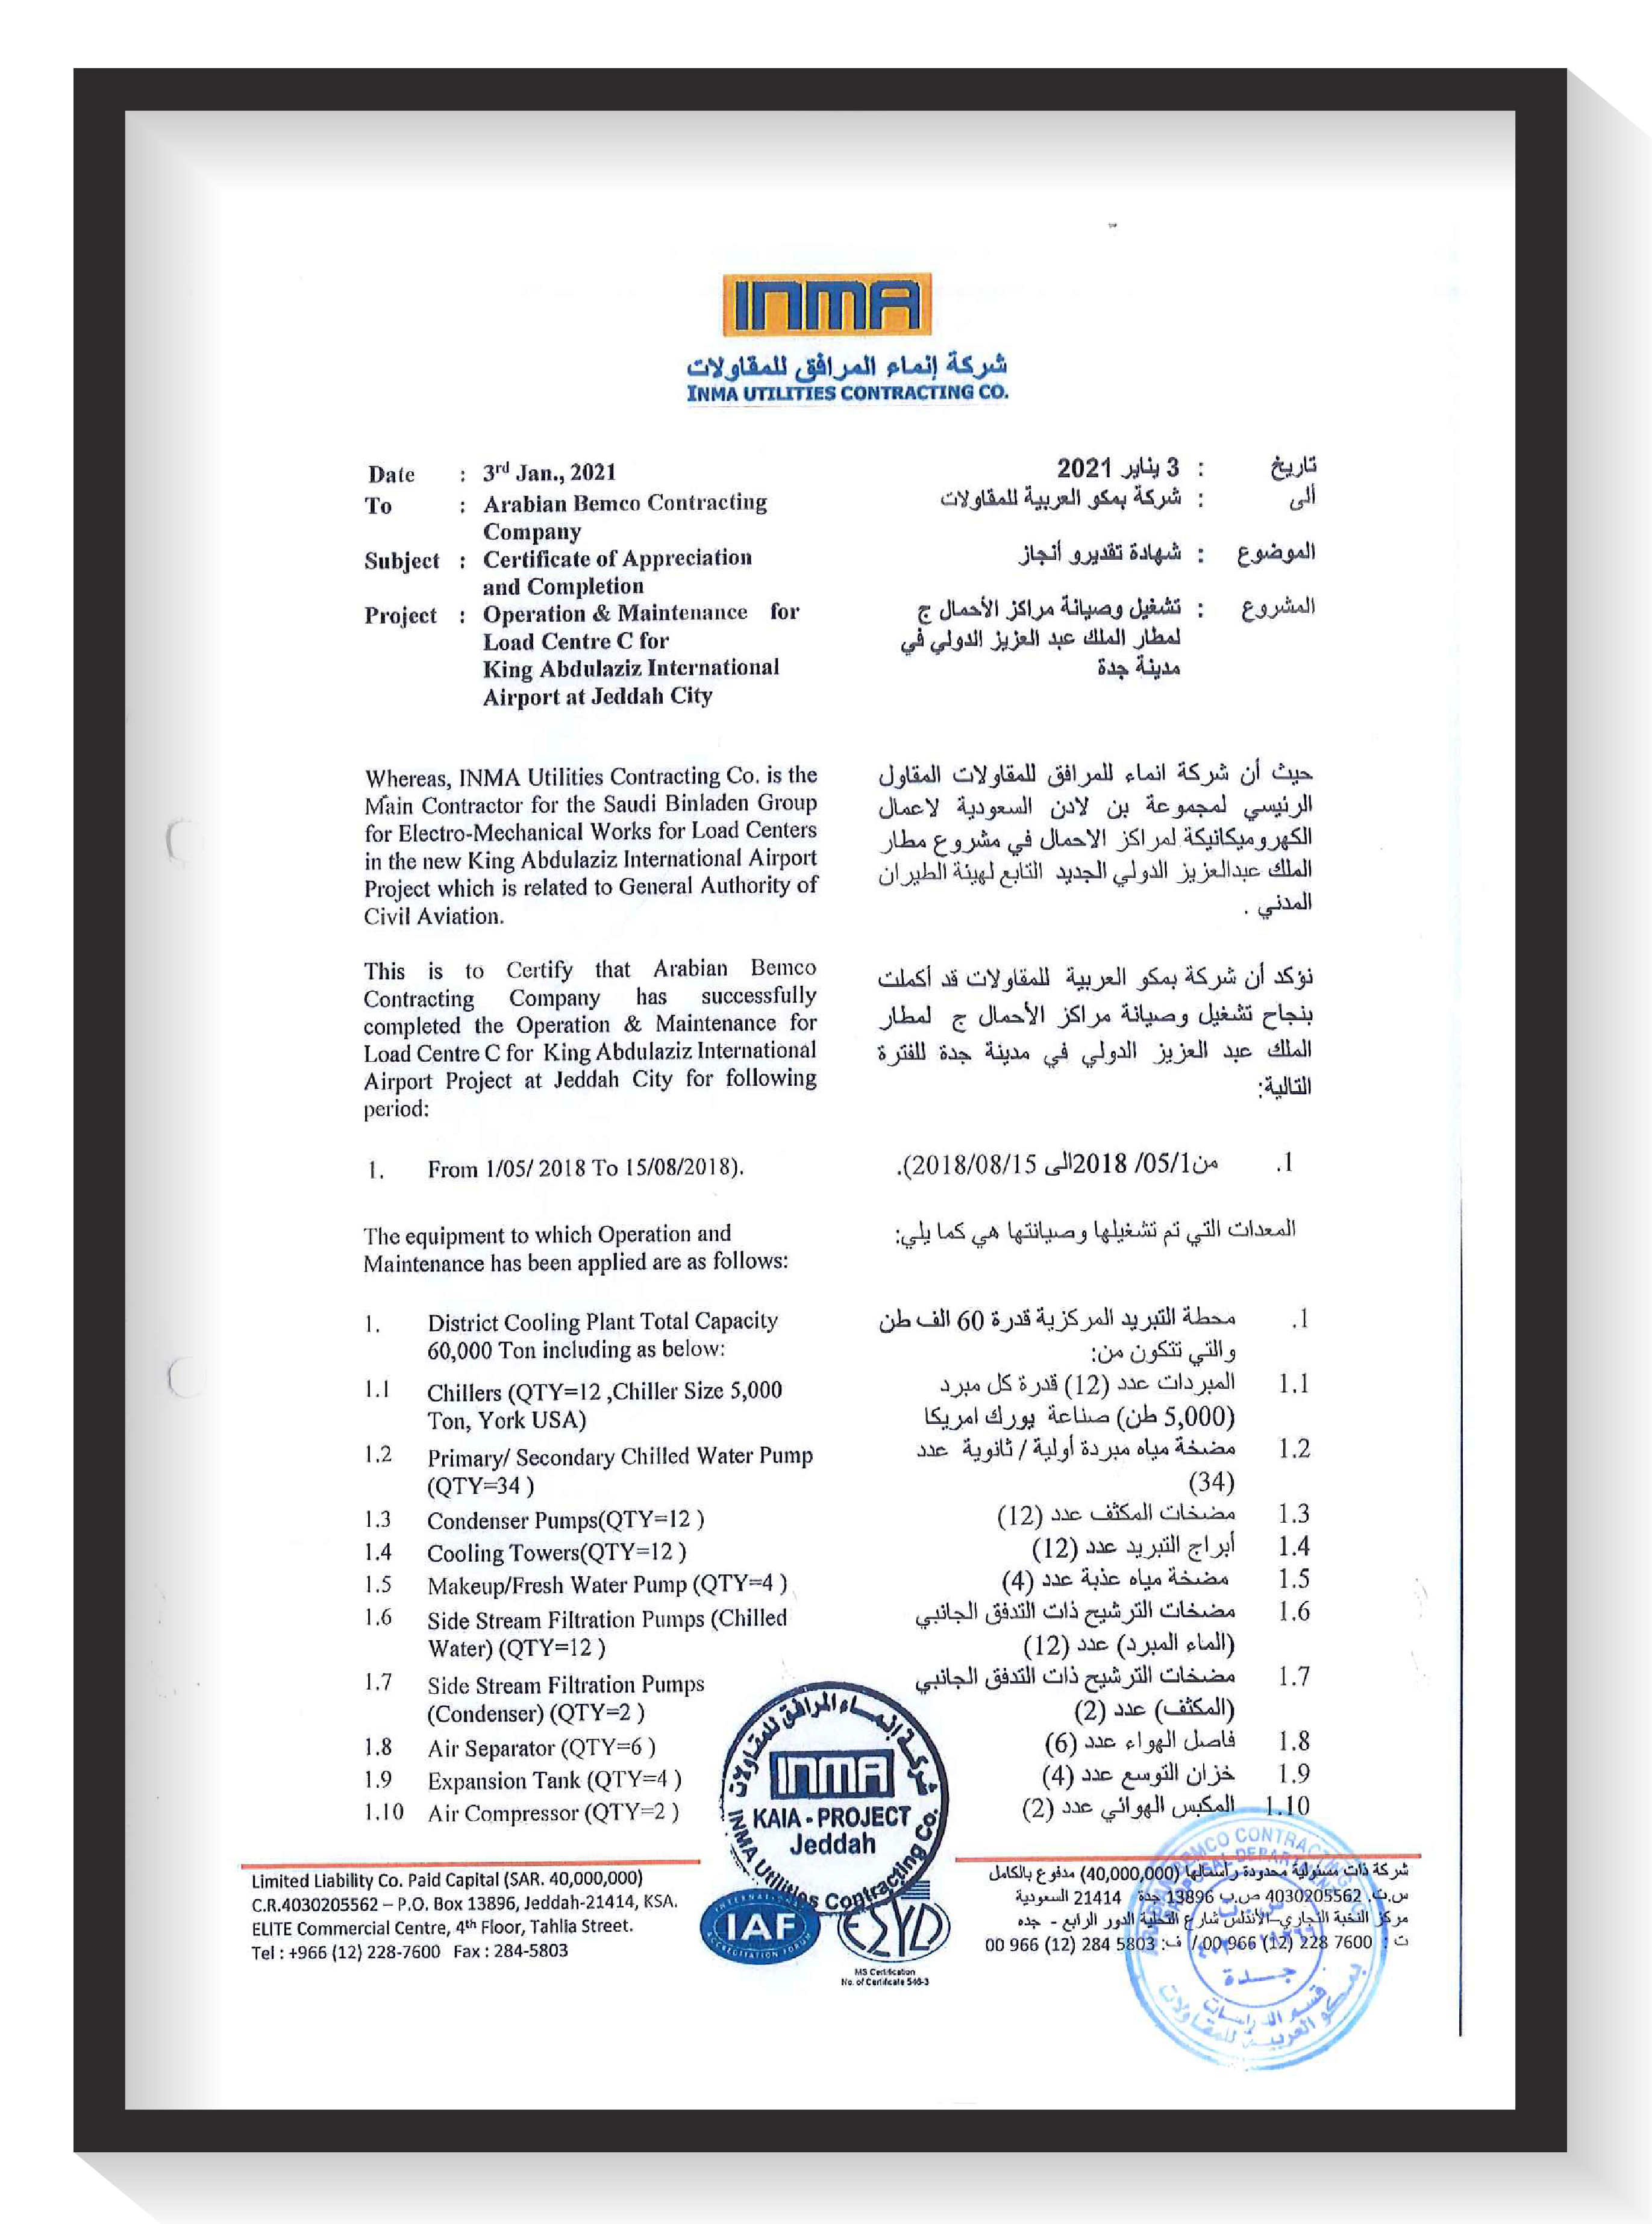 INMA
شركة إنماء المرافق للمقاولات
INMA UTILITIES CONTRACTING CO.
Date : 3rd Jan., 2021
To : Arabian Bemco Contracting
Company
Subject : Certificate of Appreciation
and Completion
Project : Operation & Maintenance for
Load Centre C for
King Abdulaziz International
Airport at Jeddah City
تاريخ : 3 يناير 2021
ألى : شركة بمكو العربية للمقاولات
الموضوع : شهادة تقديرو أنجاز
المشروع : تشغيل وصيانة مراكز الأحمال ج
لمطار الملك عبد العزيز الدولي في
مدينة جدة
Whereas, INMA Utilities Contracting Co. is the
Main Contractor for the Saudi Binladen Group
for Electro-Mechanical Works for Load Centers
in the new King Abdulaziz International Airport
Project which is related to General Authority of
Civil Aviation.
حيث أن شركة انماء للمرافق للمقاولات المقاول
الرئيسي لمجموعة بن لادن السعودية لاعمال
الكهروميكانيكة لمراكز الاحمال في مشروع مطار
الملك عبدالعزيز الدولي الجديد التابع لهيئة الطيران
المدني .
This is to Certify that Arabian Bemco
Contracting Company has successfully
completed the Operation & Maintenance for
Load Centre C for King Abdulaziz International
Airport Project at Jeddah City for following
period:
نؤكد أن شركة بمكو العربية للمقاولات قد أكملت
بنجاح تشغيل وصيانة مراكز الأحمال ج لمطار
الملك عبد العزيز الدولي في مدينة جدة للفترة
التالية:
1. From 1/05/ 2018 To 15/08/2018).
1. من05/1/ 2018الى 2018/08/15).
The equipment to which Operation and
Maintenance has been applied are as follows:
المعدات التي تم تشغيلها وصيانتها هي كما يلي:
1. District Cooling Plant Total Capacity
60,000 Ton including as below:
1.1 Chillers (QTY=12 ,Chiller Size 5,000
Ton, York USA)
1.2 Primary/ Secondary Chilled Water Pump
(QTY=34 )
1.3 Condenser Pumps(QTY=12 )
1.4 Cooling Towers(QTY=12 )
1.5 Makeup/Fresh Water Pump (QTY=4 )
1.6 Side Stream Filtration Pumps (Chilled
Water) (QTY=12 )
1.7 Side Stream Filtration Pumps
(Condenser) (QTY=2 )
1.8 Air Separator (QTY=6 )
1.9 Expansion Tank (QTY=4 )
1.10 Air Compressor (QTY=2 )
1. محطة التبريد المركزية قدرة 60 الف طن
والتي تتكون من:
1.1 المبردات عدد (12) قدرة كل مبرد
(5,000 طن) صناعة يورك امريكا
1.2 مضخة مياه مبردة أولية / ثانوية عدد
(34)
1.3 مضخات المكثف عدد (12)
1.4 أبراج التبريد عدد (12)
1.5 مضخة مياه عذبة عدد (4)
1.6 مضخات الترشيح ذات التدفق الجانبي
(الماء المبرد) عدد (12)
1.7 مضخات الترشيح ذات التدفق الجانبي
(المكثف) عدد (2)
1.8 فاصل الهواء عدد (6)
1.9 خزان التوسع عدد (4)
1.10 المكبس الهوائي عدد (2)
شركة إنماء المرافق للمقاولات
INMA
KAIA - PROJECT
Jeddah
INMA Utilities Contracting Co.
Limited Liability Co. Paid Capital (SAR. 40,000,000)
C.R.4030205562 – P.O. Box 13896, Jeddah-21414, KSA.
ELITE Commercial Centre, 4th Floor, Tahlia Street.
Tel : +966 (12) 228-7600 Fax : 284-5803
INTERNATIONAL
IAF
ACCREDITATION FORUM
ESYD
MS Certification
No. of Certificate 546-3
شركة ذات مسئولية محدودة رأسمالها (40,000,000) مدفوع بالكامل
س.ت. 4030205562 ص.ب 13896 جدة 21414 السعودية
مركز النخبة التجاري–الأندلس شارع التحلية الدور الرابع - جده
ت : 7600 228 (12) 966 00 / ف: 5803 284 (12) 966 00
BEMCO CONTRACTING
PROPOSAL DEPARTMENT
جــدة
قسم الدراسات
بمكو العربية للمقاولات